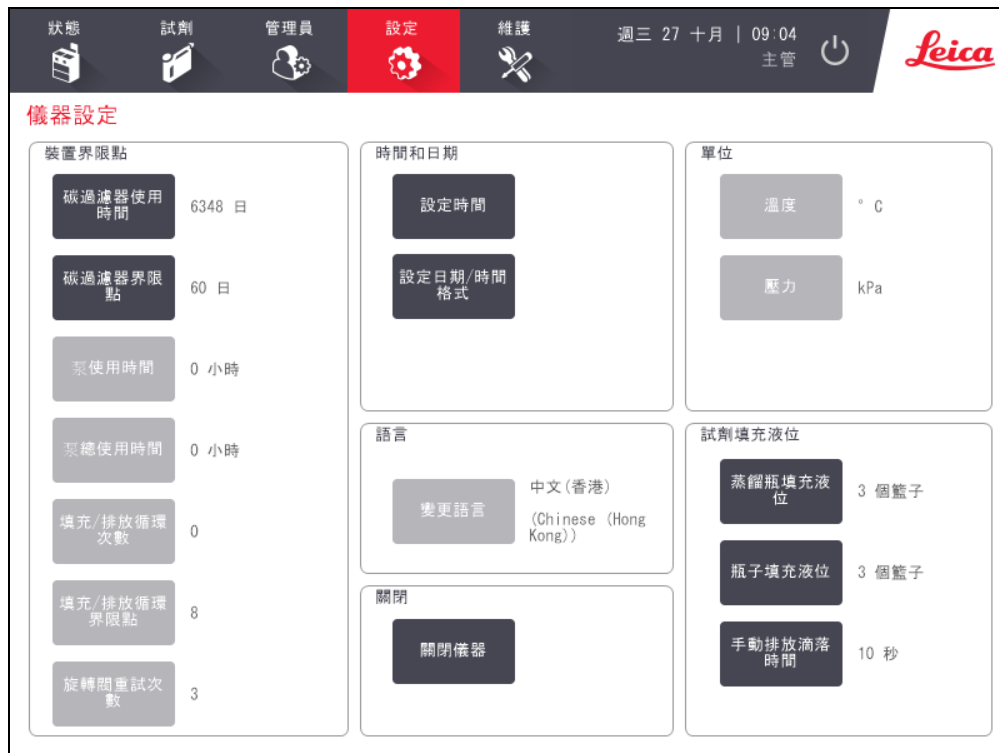 狀態
試劑
管理員
設定
維護
週三 27 十月 | 09:04
主管
Leica
儀器設定
裝置界限點
碳過濾器使用
時間
6348 日
碳過濾器界限
點
60 日
泵使用時間
0 小時
泵總使用時間
0 小時
填充/排放循環
次數
0
填充/排放循環
界限點
8
旋轉閥重試次
數
3
時間和日期
設定時間
設定日期/時間
格式
語言
變更語言
中文(香港)
(Chinese (Hong
Kong))
關閉
關閉儀器
單位
溫度
° C
壓力
kPa
試劑填充液位
蒸餾瓶填充液
位
3 個籃子
瓶子填充液位
3 個籃子
手動排放滴落
時間
10 秒